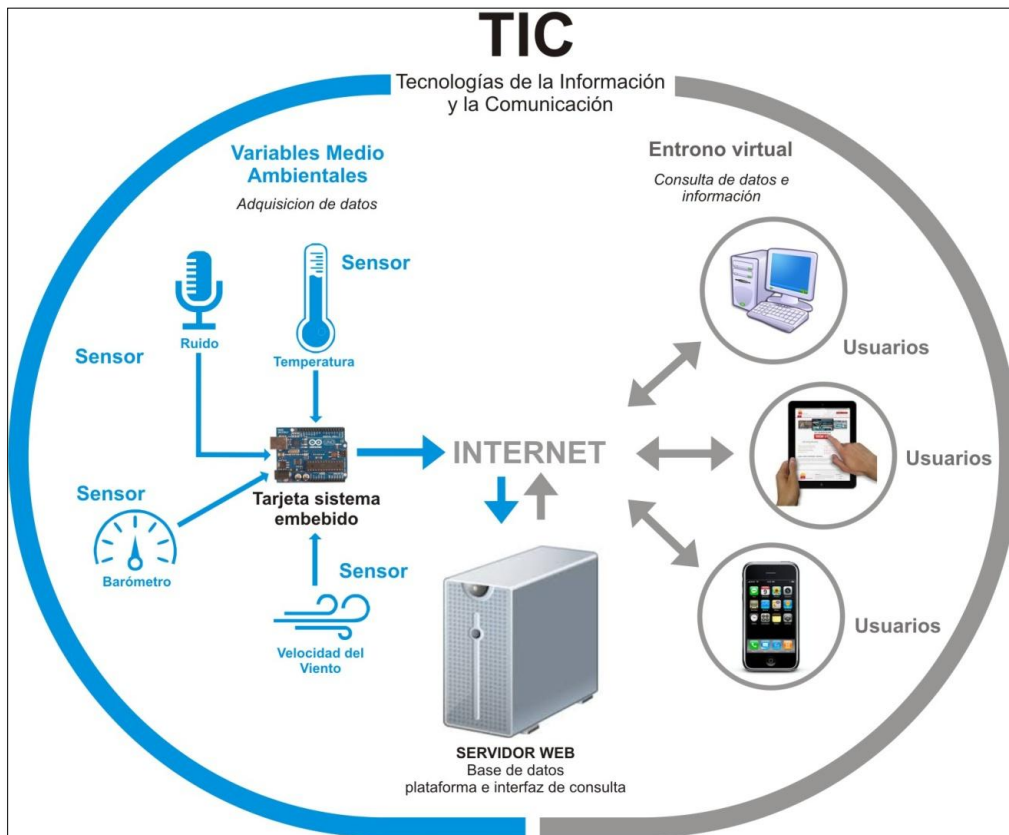 TIC
Tecnologías de la Información
y la Comunicación
Variables Medio
Ambientales
Adquisicion de datos
Sensor
Ruido
Sensor
Temperatura
Sensor
Barómetro
Tarjeta sistema
embebido
Sensor
Velocidad del
Viento
INTERNET
SERVIDOR WEB
Base de datos
plataforma e interfaz de consulta
Entrono virtual
Consulta de datos e
información
Usuarios
Usuarios
Usuarios